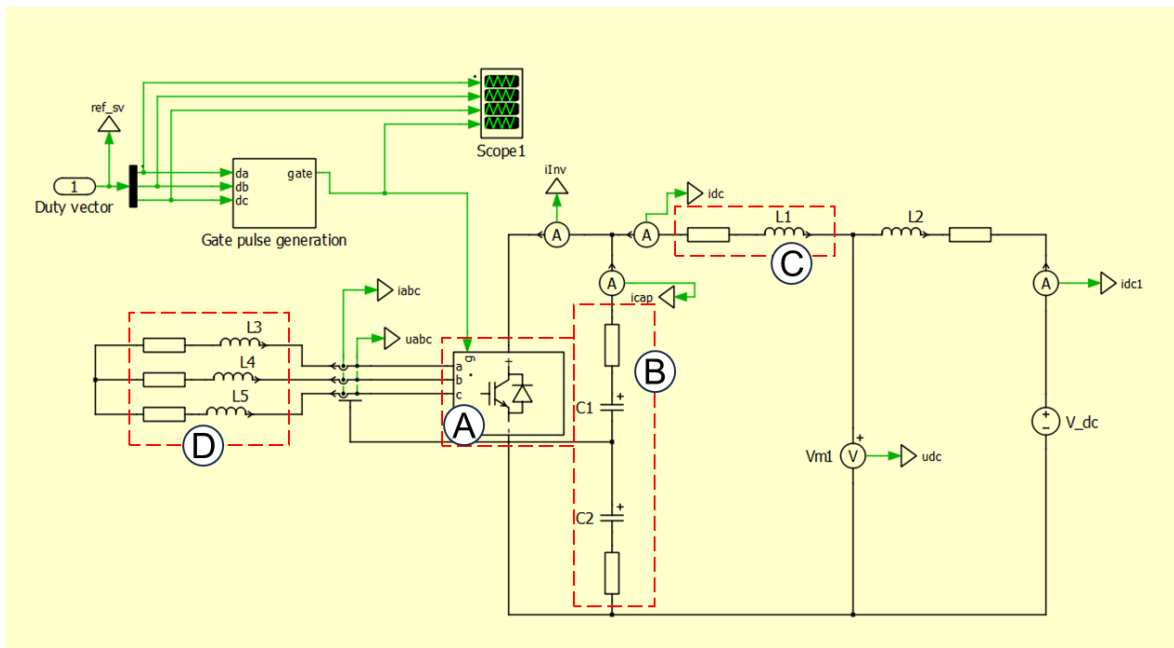 ref_sv
1
Duty vector
da
db
dc
gate
Gate pulse generation
Scope1
iInv
A
idc
A
L1
L2
C
A
icap
A
idc1
iabc
uabc
L3
L4
L5
D
g
a
b
c
+
-
A
B
C1
+
C2
+
Vm1
+
V
udc
+
−
V_dc